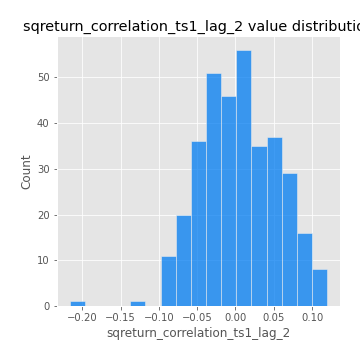 sqreturn_correlation_ts1_lag_2 value distributio
50
40
30
20
10
0
Count
−0.20 −0.15 −0.10 −0.05 0.00 0.05 0.10
sqreturn_correlation_ts1_lag_2